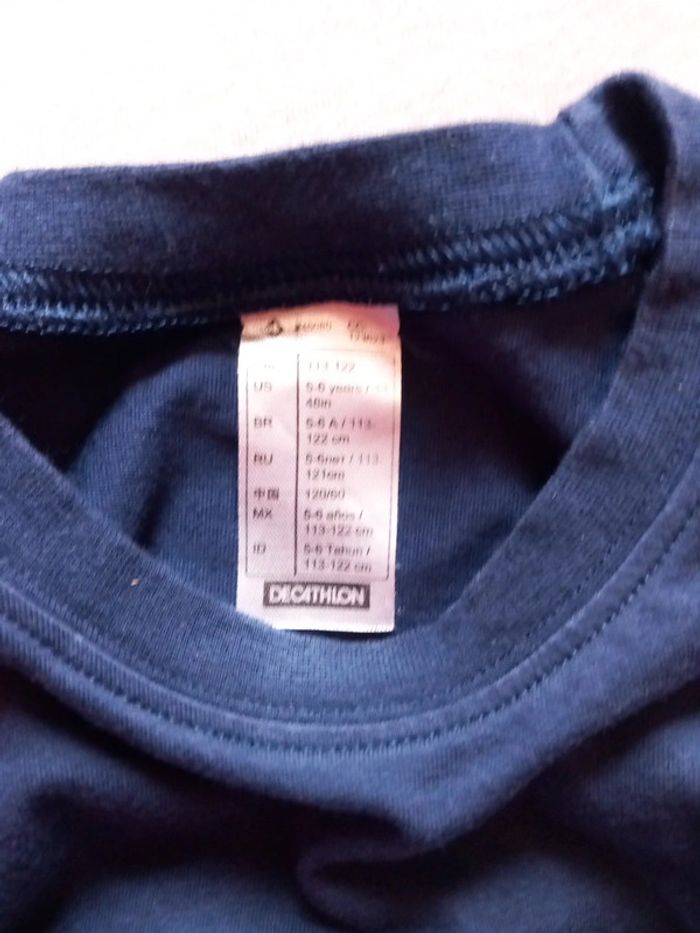 113-122
US 5-6 years /
48in
BR 5-6 A / 113-
122 cm
RU 5-6лет / 113-
121cm
中国 120/60
MX 5-6 años /
113-122 cm
ID 5-6 Tahun /
113-122 cm
DECATHLON